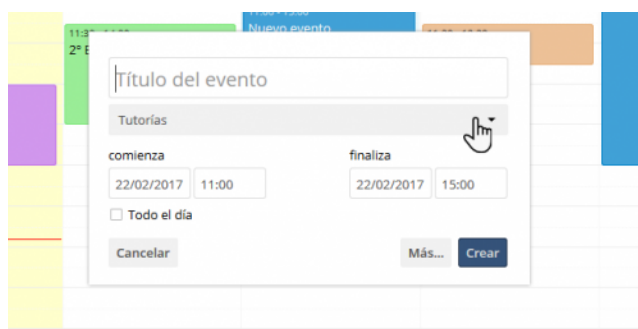 Nuevo evento
2º
Título del evento
Tutorías
comienza
finaliza
22/02/2017 11:00
22/02/2017 15:00
Todo el día
Cancelar
Más...
Crear